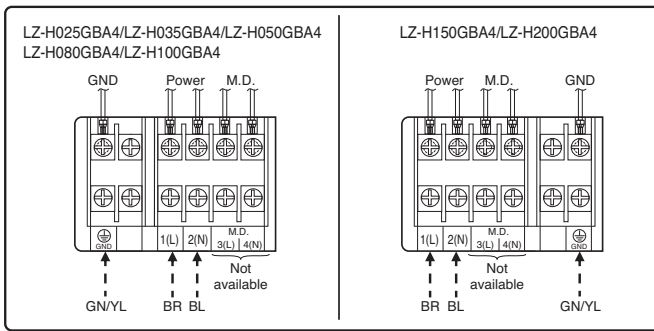 LZ-H025GBA4/LZ-H035GBA4/LZ-H050GBA4
LZ-H080GBA4/LZ-H100GBA4
GND Power M.D.
GND
1(L) 2(N) M.D.
3(L) 4(N)
Not
available
GN/YL BR BL
LZ-H150GBA4/LZ-H200GBA4
Power M.D. GND
1(L) 2(N) M.D.
3(L) 4(N)
GND
Not
available
BR BL GN/YL